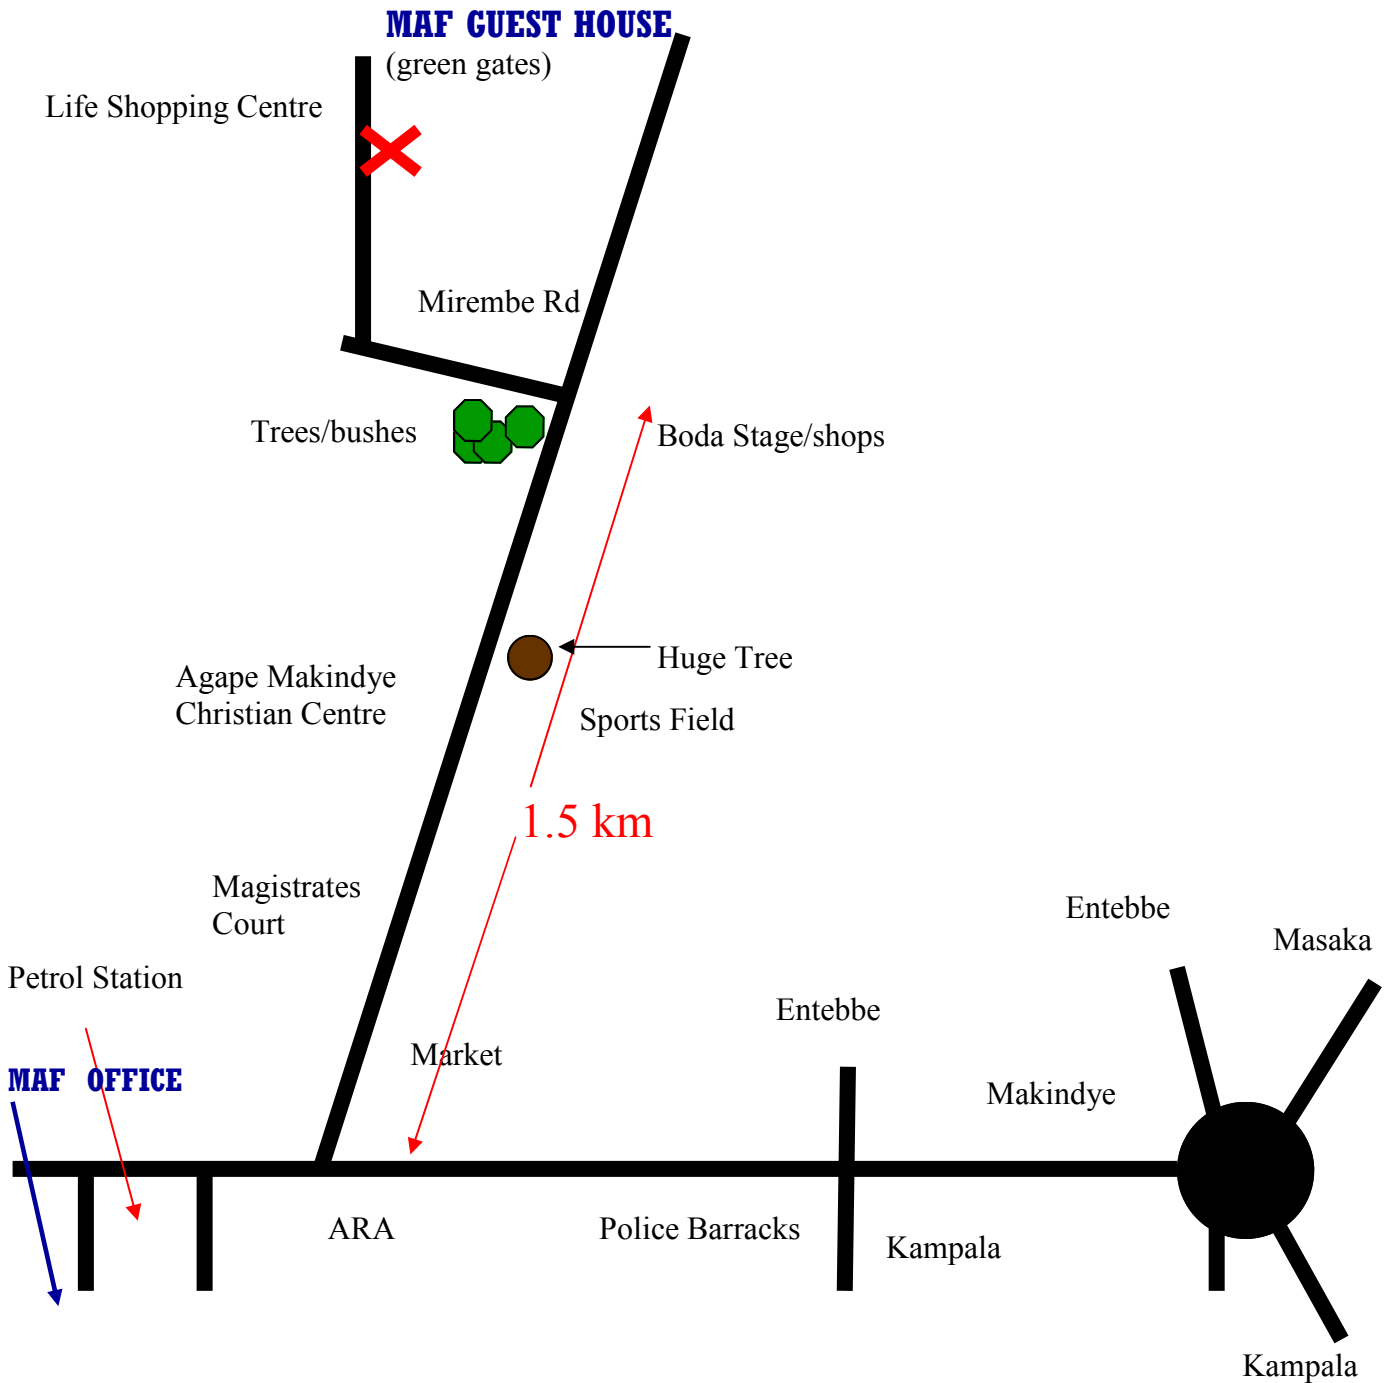 MAF GUEST HOUSE
(green gates)
Life Shopping Centre
Mirembe Rd
Trees/bushes
Boda Stage/shops
Huge Tree
Agape Makindye
Christian Centre
Sports Field
1.5 km
Magistrates
Court
Entebbe
Masaka
Petrol Station
Entebbe
Market
MAF OFFICE
Makindye
ARA
Police Barracks
Kampala
Kampala